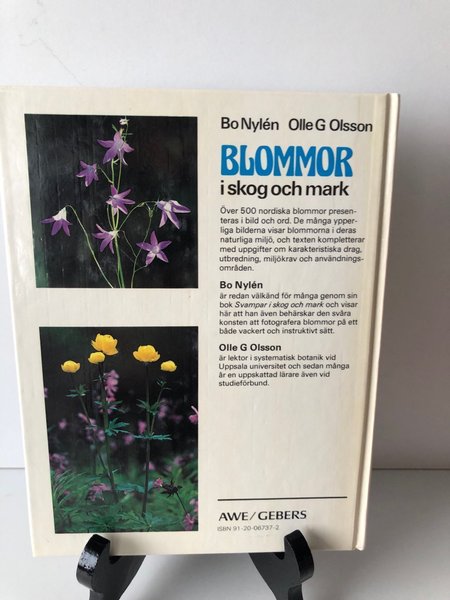 Bo Nylén Olle G Olsson
BLOMMOR
i skog och mark
Över 500 nordiska blommor presen-
teras i bild och ord. De många ypper-
liga bilderna visar blommorna i deras
naturliga miljö, och texten kompletterar
med uppgifter om karakteristiska drag,
utbredning, miljökrav och användnings-
områden.
Bo Nylén
är redan välkänd för många genom sin
bok Svampar i skog och mark och visar
här att han även behärskar den svåra
konsten att fotografera blommor på ett
både vackert och instruktivt sätt.
Olle G Olsson
är lektor i systematisk botanik vid
Uppsala universitet och sedan många
år en uppskattad lärare även vid
studieförbund.
AWE/GEBERS
ISBN 91-20-06737-2